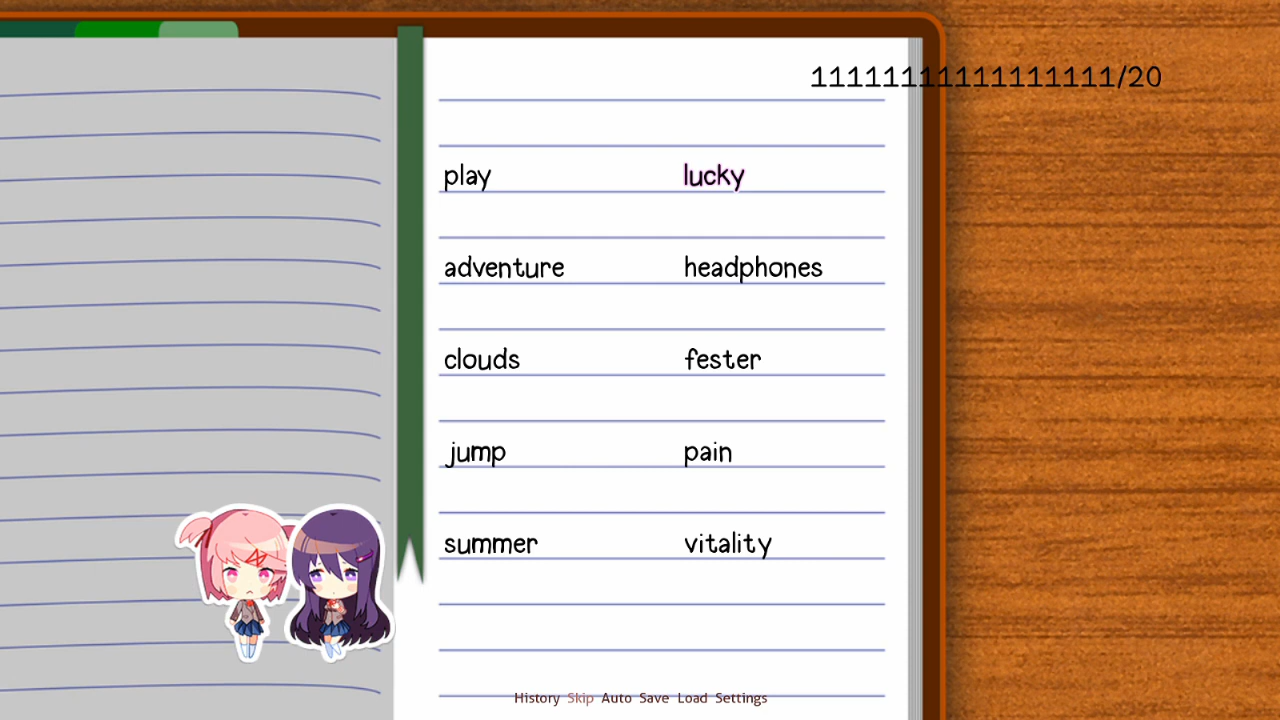 11111111111111111/20
play lucky
adventure headphones
clouds fester
jump pain
summer vitality
History Skip Auto Save Load Settings